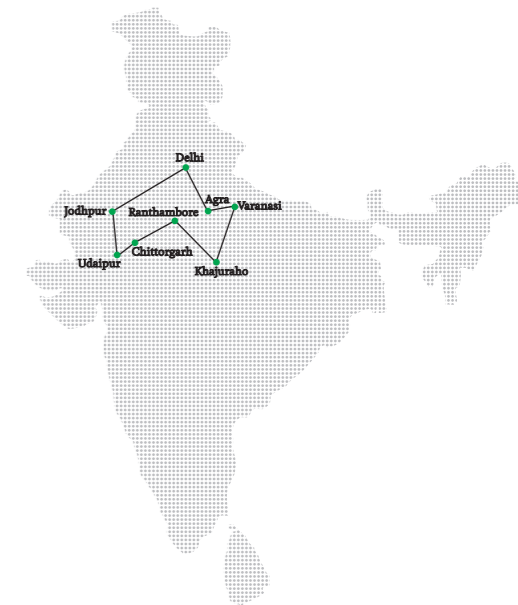 Delhi
Agra
Varanasi
Jodhpur
Ranthambore
Chittorgarh
Udaipur
Khajuraho